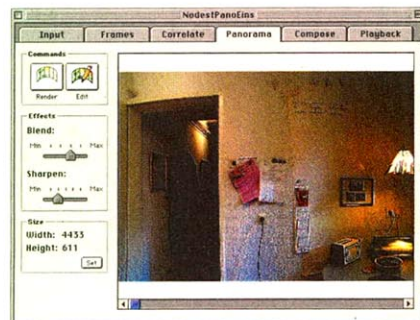 NodestPanoEins
Input Frames Correlate Panorama Compose Playback
Commands
Render Edit
Effects
Blend:
Min Max
Sharpen:
Min Max
Size
Width: 4433
Height: 611
Set